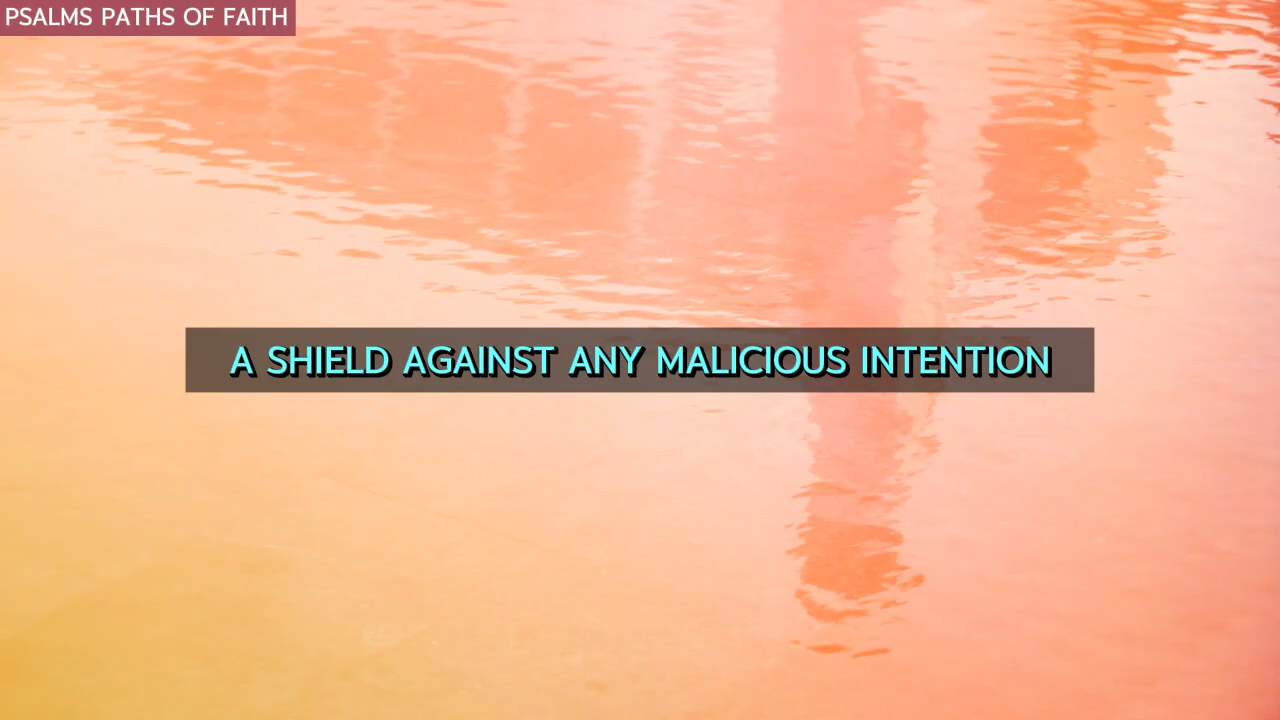 PSALMS PATHS OF FAITH
A SHIELD AGAINST ANY MALICIOUS INTENTION